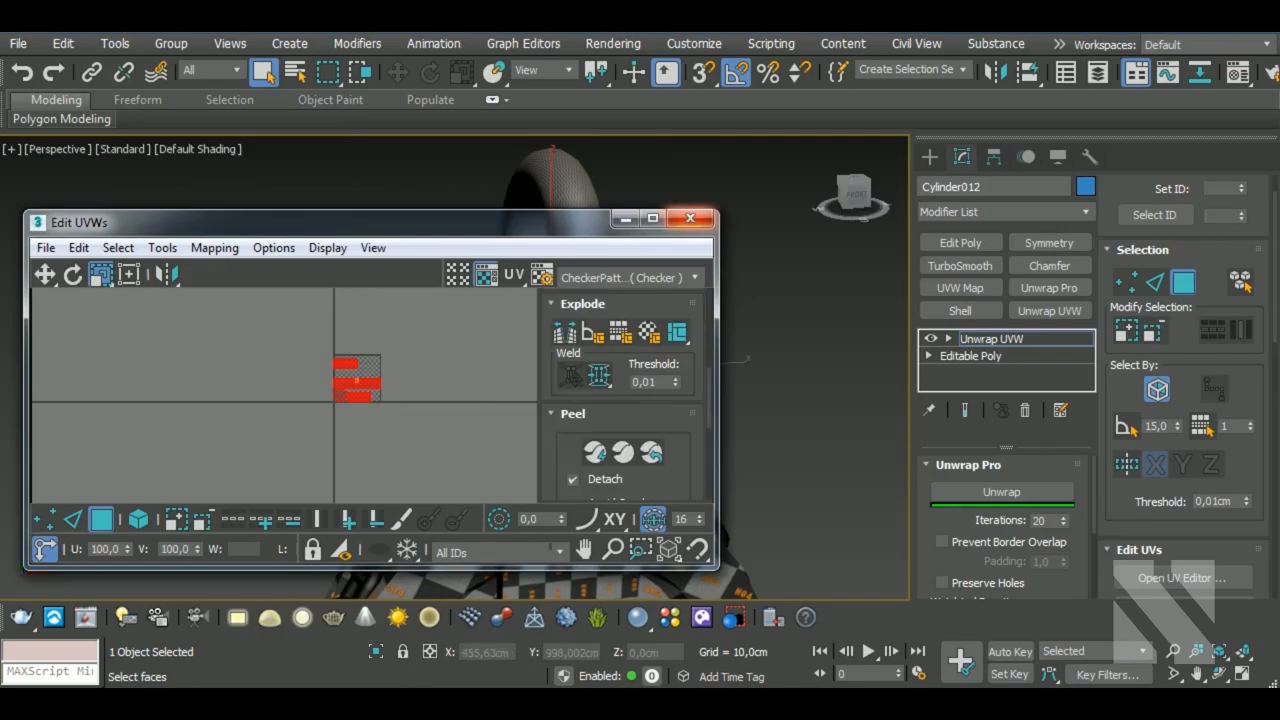 File Edit Tools Group Views Create Modifiers Animation Graph Editors Rendering Customize Scripting Content Civil View Substance Workspaces: Default
All View Create Selection Se
Modeling Freeform Selection Object Paint Populate
Polygon Modeling
[+] [Perspective] [Standard] [Default Shading]
FRONT
Edit UVWs
File Edit Select Tools Mapping Options Display View
UV CheckerPatt...( Checker )
Explode
Weld Threshold:
0,01
Peel
Detach
0,0 XY 16
U: 100,0 V: 100,0 W: L: All IDs
Cylinder012
Modifier List
Edit Poly Symmetry
TurboSmooth Chamfer
UVW Map Unwrap Pro
Shell Unwrap UVW
Unwrap UVW
Editable Poly
Unwrap Pro
Unwrap
Iterations: 20
Prevent Border Overlap
Padding: 1,0
Preserve Holes
Set ID:
Select ID
Selection
Modify Selection:
Select By:
15,0 1
X Y Z
Threshold: 0,01cm
Edit UVs
Open UV Editor ...
1 Object Selected X: 455,63cm Y: 998,002cm Z: 0,0cm Grid = 10,0cm Auto Key Selected
MAXScript Mi
Select faces Enabled: 0 Add Time Tag 0 Set Key Key Filters...